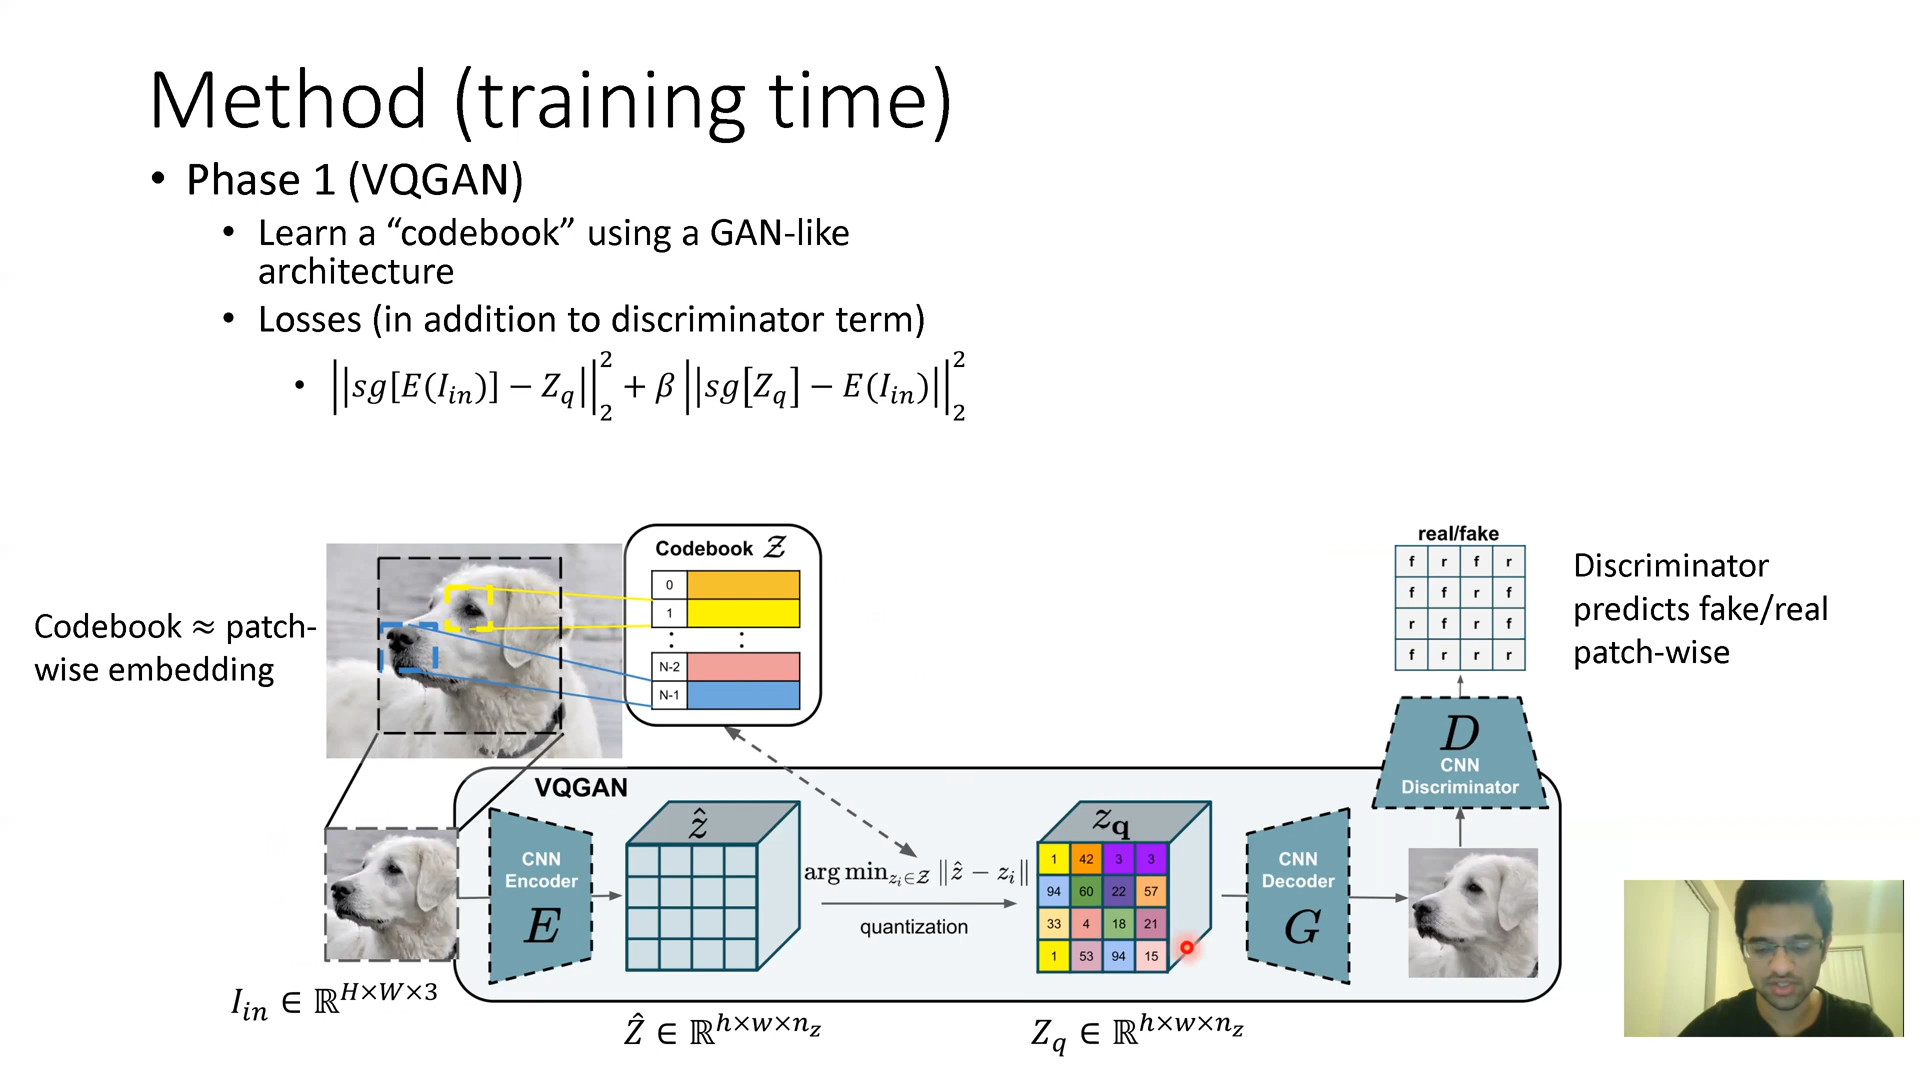 Method (training time)
• Phase 1 (VQGAN)
• Learn a “codebook” using a GAN-like
architecture
• Losses (in addition to discriminator term)
• ||sg[E(I_in)] − Z_q||₂² + β ||sg[Z_q] − E(I_in)||₂²
Codebook ≈ patch-
wise embedding
Codebook 𝒵
0
1
: :
N-2
N-1
real/fake
f r f r
f f r f
r f r f
f r r r
Discriminator
predicts fake/real
patch-wise
D
CNN
Discriminator
VQGAN
CNN
Encoder
E
ẑ
arg min_{z_i∈𝒵} ‖ẑ − z_i‖
quantization
z_q
1 42 3 3
94 60 22 57
33 4 18 21
1 53 94 15
CNN
Decoder
G
I_in ∈ ℝ^{H×W×3}
Ẑ ∈ ℝ^{h×w×n_z}
Z_q ∈ ℝ^{h×w×n_z}